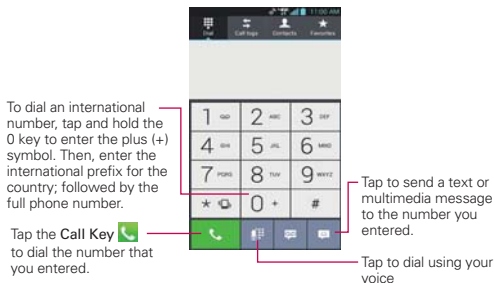 11:00 AM
Dial Call logs Contacts Favorites
1
2 ABC
3 DEF
4 GHI
5 JKL
6 MNO
7 PQRS
8 TUV
9 WXYZ
*
0 +
#
To dial an international
number, tap and hold the
0 key to enter the plus (+)
symbol. Then, enter the
international prefix for the
country; followed by the
full phone number.
Tap the Call Key
to dial the number that
you entered.
Tap to send a text or
multimedia message
to the number you
entered.
Tap to dial using your
voice